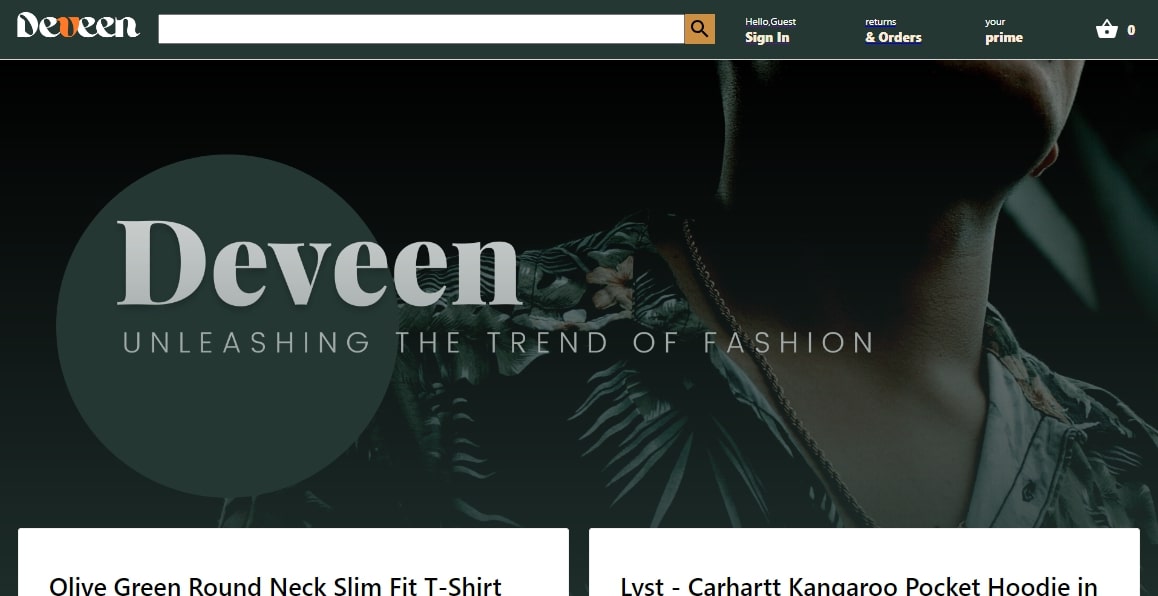 Deveen
Hello,Guest
Sign In
returns
& Orders
your
prime
0
Deveen
UNLEASHING THE TREND OF FASHION
Olive Green Round Neck Slim Fit T-Shirt
Lyst - Carhartt Kangaroo Pocket Hoodie in